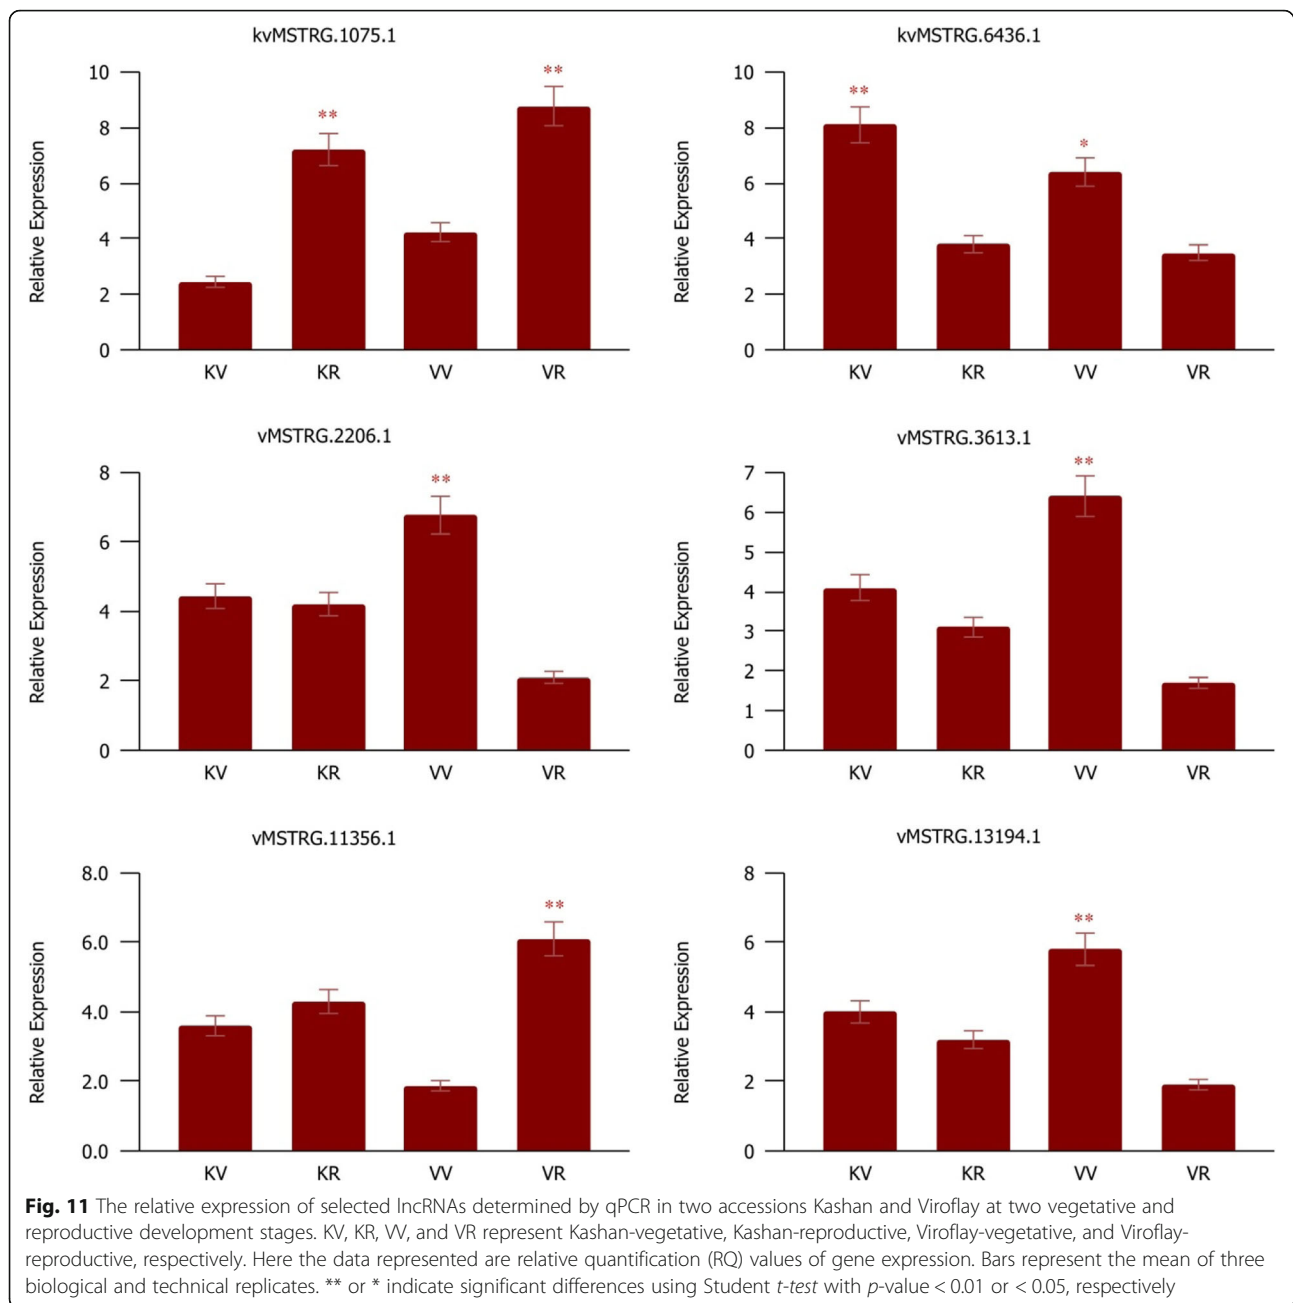 kvMSTRG.1075.1
**
**
Relative Expression
10
8
6
4
2
0
KV KR VV VR
kvMSTRG.6436.1
**
*
Relative Expression
10
8
6
4
2
0
KV KR VV VR
vMSTRG.2206.1
**
Relative Expression
8
6
4
2
0
KV KR VV VR
vMSTRG.3613.1
**
Relative Expression
7
6
5
4
3
2
1
0
KV KR VV VR
vMSTRG.11356.1
**
Relative Expression
8.0
6.0
4.0
2.0
0.0
KV KR VV VR
vMSTRG.13194.1
**
Relative Expression
8
6
4
2
0
KV KR VV VR
Fig. 11 The relative expression of selected lncRNAs determined by qPCR in two accessions Kashan and Viroflay at two vegetative and
reproductive development stages. KV, KR, VV, and VR represent Kashan-vegetative, Kashan-reproductive, Viroflay-vegetative, and Viroflay-
reproductive, respectively. Here the data represented are relative quantification (RQ) values of gene expression. Bars represent the mean of three
biological and technical replicates. ** or * indicate significant differences using Student t-test with p-value < 0.01 or < 0.05, respectively